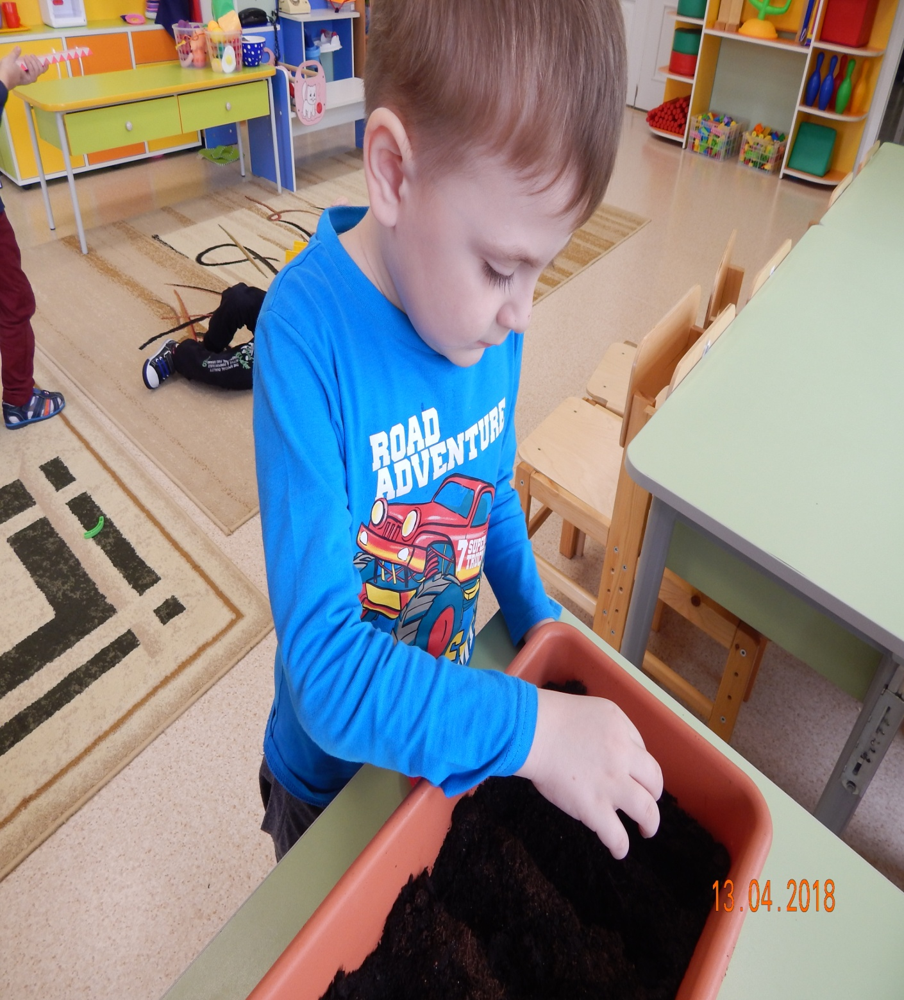 ROAD
ADVENTURE
7 SUPER
TRUCK
13.04.2018